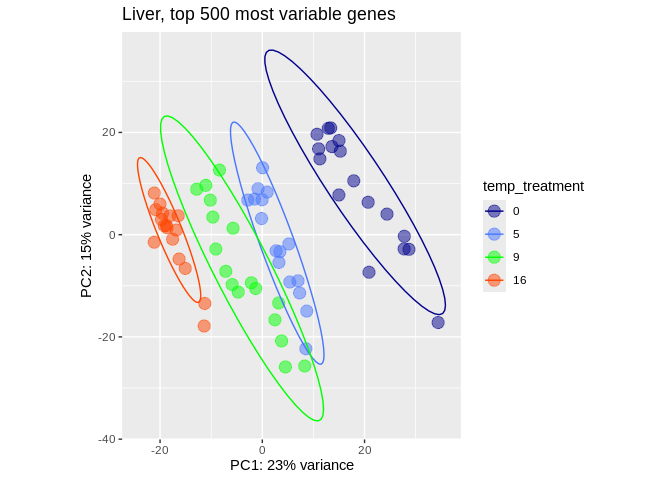 Liver, top 500 most variable genes
20
0
-20
-40
-20
0
20
PC1: 23% variance
PC2: 15% variance
temp_treatment
0
5
9
16